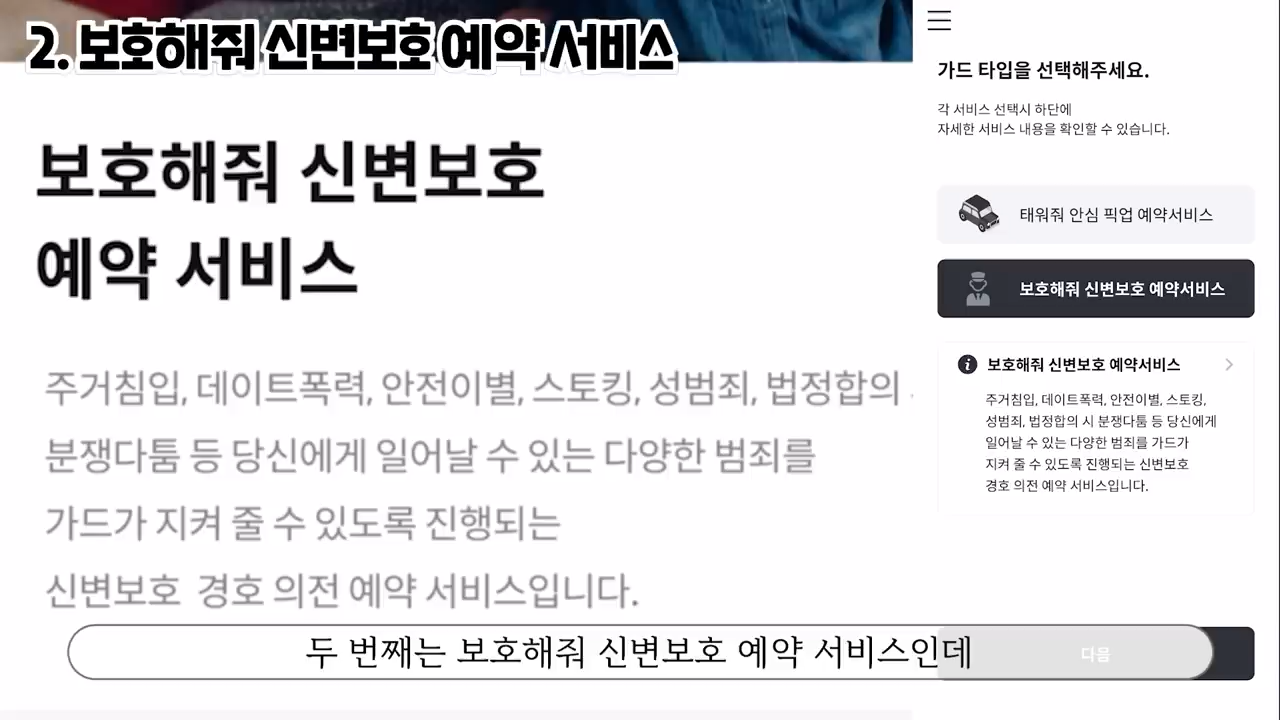 2. 보호해줘 신변보호 예약 서비스
보호해줘 신변보호
예약 서비스
주거침입, 데이트폭력, 안전이별, 스토킹, 성범죄, 법정합의
분쟁다툼 등 당신에게 일어날 수 있는 다양한 범죄를
가드가 지켜 줄 수 있도록 진행되는
신변보호 경호 의전 예약 서비스입니다.
가드 타입을 선택해주세요.
각 서비스 선택시 하단에
자세한 서비스 내용을 확인할 수 있습니다.
태워줘 안심 픽업 예약서비스
보호해줘 신변보호 예약서비스
보호해줘 신변보호 예약서비스
주거침입, 데이트폭력, 안전이별, 스토킹,
성범죄, 법정합의 시 분쟁다툼 등 당신에게
일어날 수 있는 다양한 범죄를 가드가
지켜 줄 수 있도록 진행되는 신변보호
경호 의전 예약 서비스입니다.
다음
두 번째는 보호해줘 신변보호 예약 서비스인데